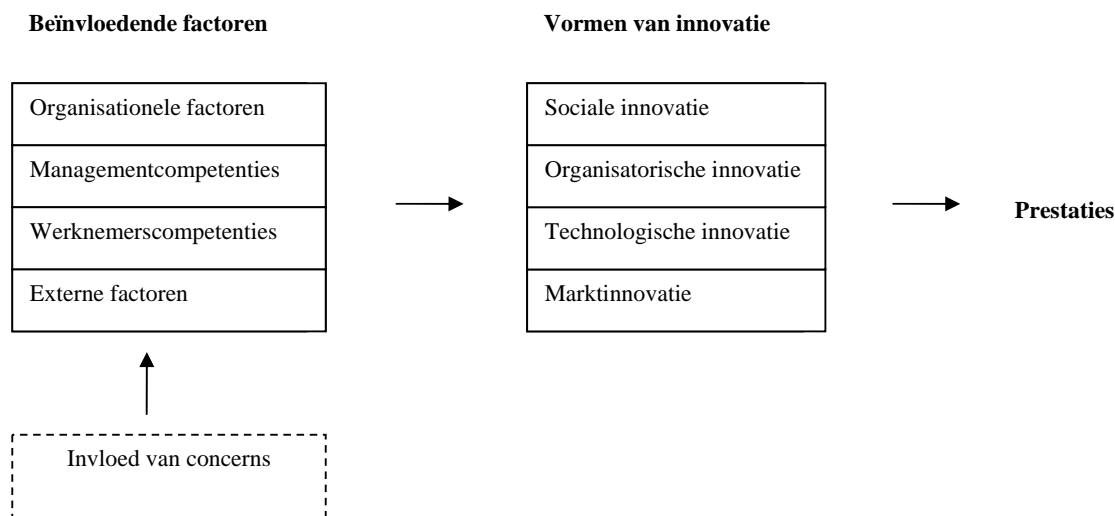 Beïnvloedende factoren
Vormen van innovatie
Organisationele factoren
Managementcompetenties
Werknemerscompetenties
Externe factoren
Sociale innovatie
Organisatorische innovatie
Technologische innovatie
Marktinnovatie
Prestaties
Invloed van concerns